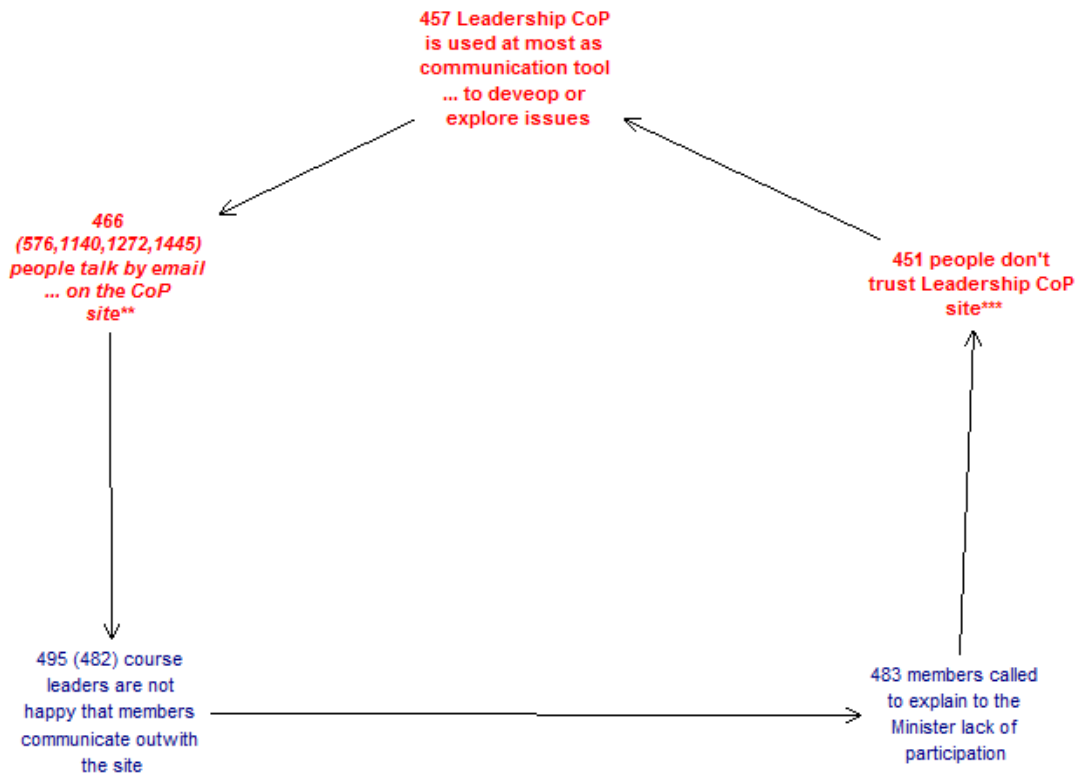 457 Leadership CoP
is used at most as
communication tool
... to deveop or
explore issues
466
(576,1140,1272,1445)
people talk by email
... on the CoP
site**
451 people don't
trust Leadership CoP
site***
495 (482) course
leaders are not
happy that members
communicate outwith
the site
483 members called
to explain to the
Minister lack of
participation